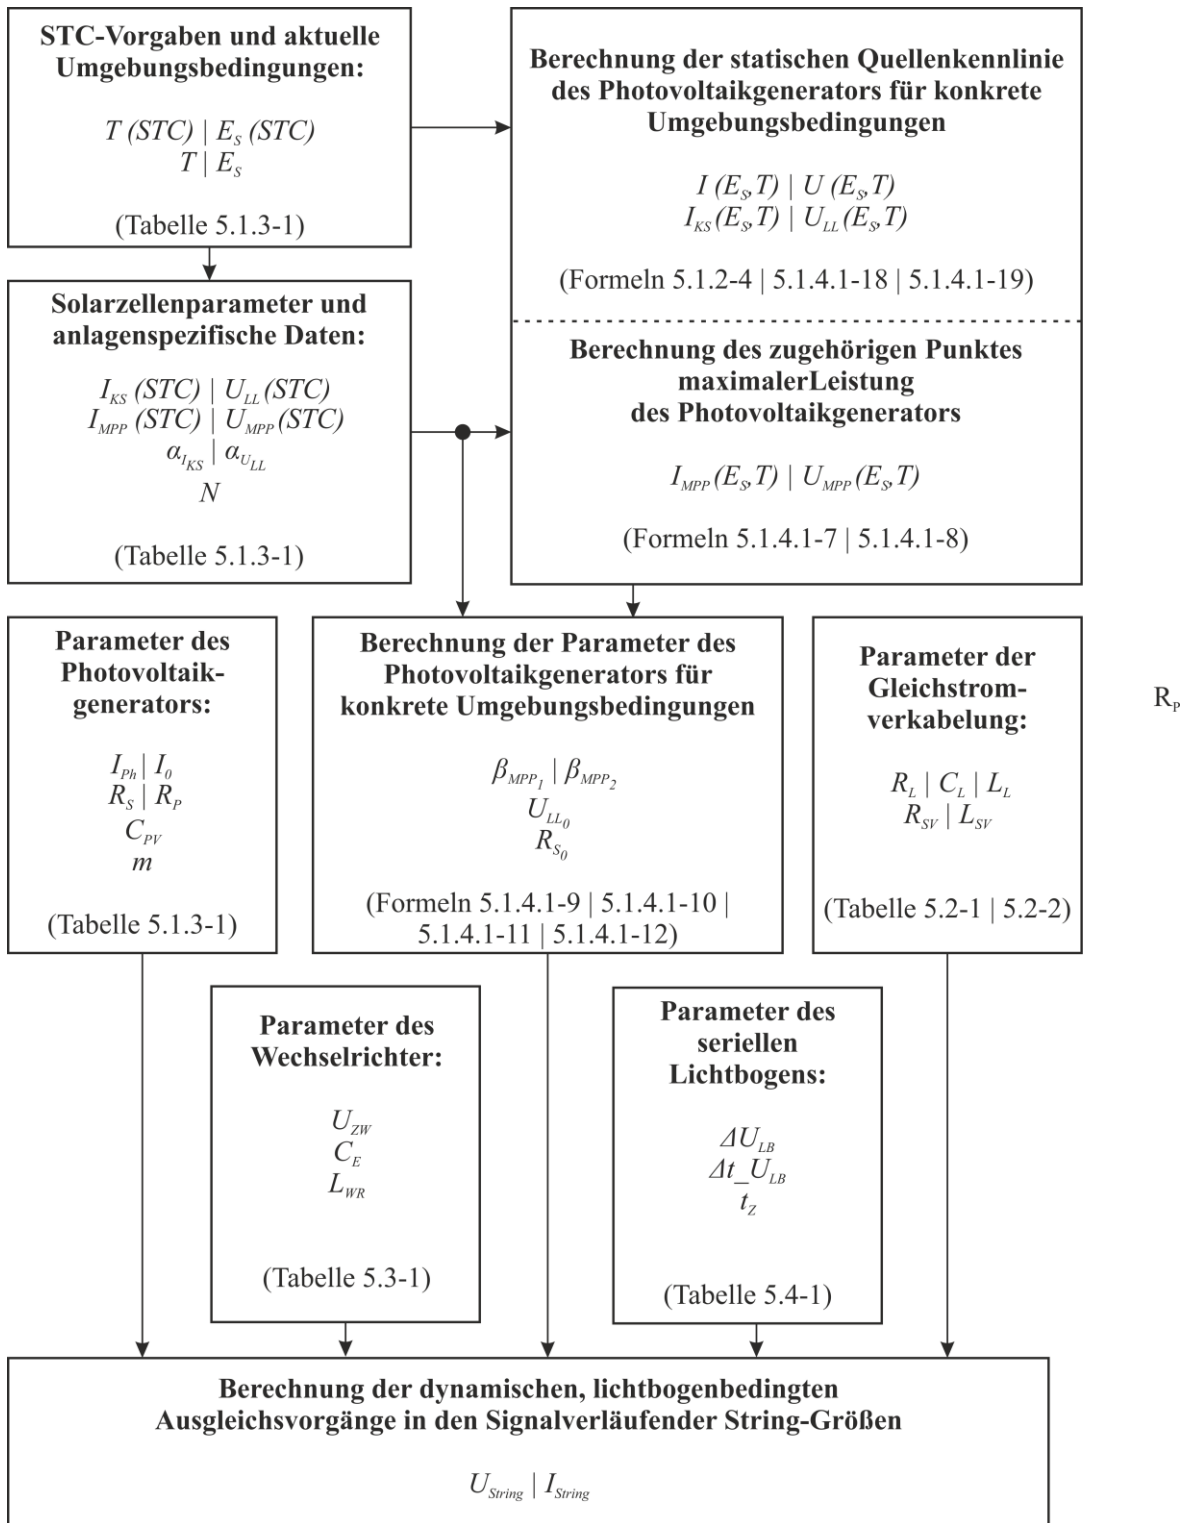 STC-Vorgaben und aktuelle
Umgebungsbedingungen:
T (STC) | E_S (STC)
T | E_S
(Tabelle 5.1.3-1)
Berechnung der statischen Quellenkennlinie
des Photovoltaikgenerators für konkrete
Umgebungsbedingungen
I (E_S,T) | U (E_S,T)
I_KS (E_S,T) | U_LL (E_S,T)
(Formeln 5.1.2-4 | 5.1.4.1-18 | 5.1.4.1-19)
Solarzellenparameter und
anlagenspezifische Daten:
I_KS (STC) | U_LL (STC)
I_MPP (STC) | U_MPP (STC)
α_I_KS | α_U_LL
N
(Tabelle 5.1.3-1)
Berechnung des zugehörigen Punktes
maximalerLeistung
des Photovoltaikgenerators
I_MPP (E_S,T) | U_MPP (E_S,T)
(Formeln 5.1.4.1-7 | 5.1.4.1-8)
Parameter des
Photovoltaik-
generators:
I_Ph | I_0
R_S | R_P
C_PV
m
(Tabelle 5.1.3-1)
Berechnung der Parameter des
Photovoltaikgenerators für
konkrete Umgebungsbedingungen
β_MPP_1 | β_MPP_2
U_LL_0
R_S_0
(Formeln 5.1.4.1-9 | 5.1.4.1-10 |
5.1.4.1-11 | 5.1.4.1-12)
Parameter der
Gleichstrom-
verkabelung:
R_L | C_L | L_L
R_SV | L_SV
(Tabelle 5.2-1 | 5.2-2)
R_P
Parameter des
Wechselrichter:
U_ZW
C_E
L_WR
(Tabelle 5.3-1)
Parameter des
seriellen
Lichtbogens:
ΔU_LB
Δt_U_LB
t_Z
(Tabelle 5.4-1)
Berechnung der dynamischen, lichtbogenbedingten
Ausgleichsvorgänge in den Signalverläufender String-Größen
U_String | I_String